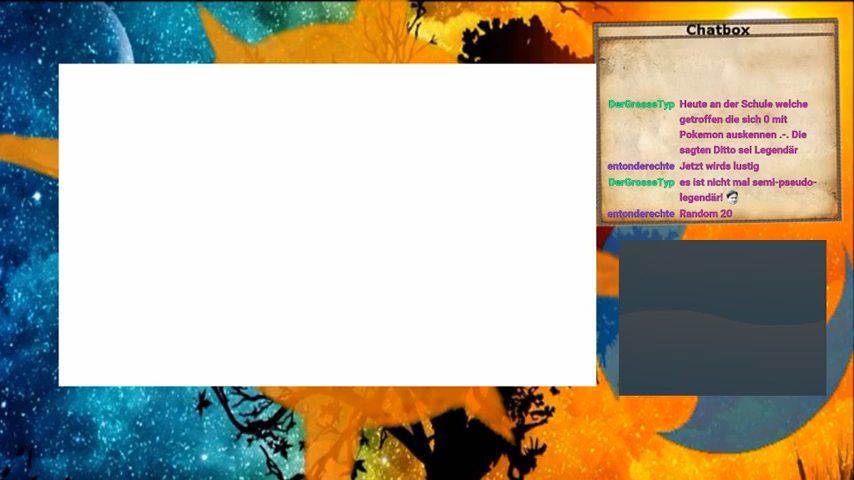 Chatbox
DerGrosseTyp Heute an der Schule welche
getroffen die sich 0 mit
Pokemon auskennen .-. Die
sagten Ditto sei Legendär
entonderechte Jetzt wirds lustig
DerGrosseTyp es ist nicht mal semi-pseudo-
legendär!
entonderechte Random 20